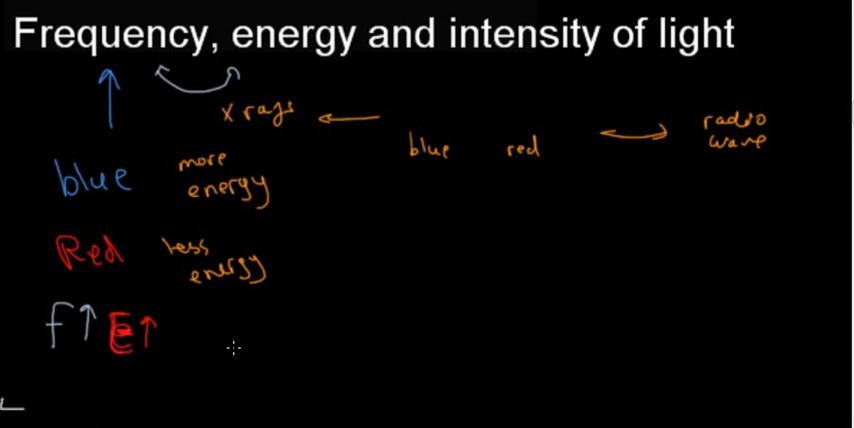 Frequency, energy and intensity of light
x rays
blue red
radio
wave
blue
more
energy
Red
less
energy
f↑ E↑